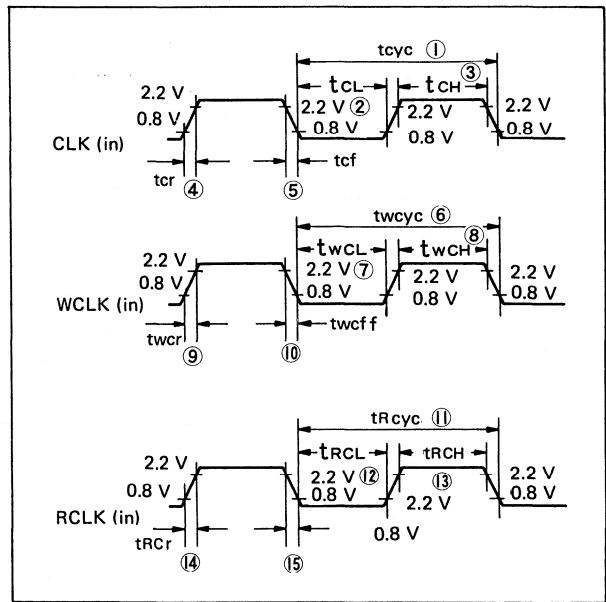 tcyc ①
tCL tCH ③
2.2 V 2.2 V ② 2.2 V 2.2 V
0.8 V 0.8 V 0.8 V 0.8 V
CLK (in)
tcr tcf
④ ⑤
twcyc ⑥
twCL twCH ⑧
2.2 V 2.2 V ⑦ 2.2 V 2.2 V
0.8 V 0.8 V 0.8 V 0.8 V
WCLK (in)
twcr twcff
⑨ ⑩
tRcyc ⑪
tRCL tRCH
2.2 V 2.2 V ⑫ ⑬ 2.2 V
0.8 V 0.8 V 2.2 V 0.8 V
RCLK (in) 0.8 V
tRCr
⑭ ⑮